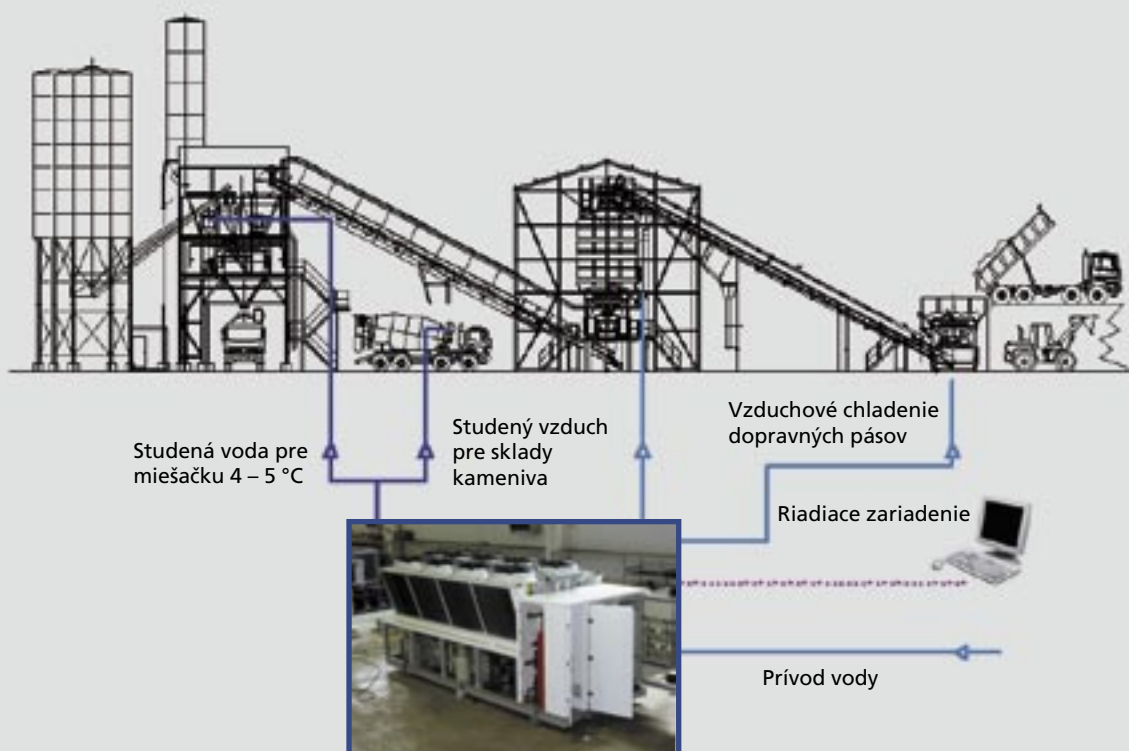 Studená voda pre
miešačku 4 – 5 °C
Studený vzduch
pre sklady
kameniva
Vzduchové chladenie
dopravných pásov
Riadiace zariadenie
Prívod vody